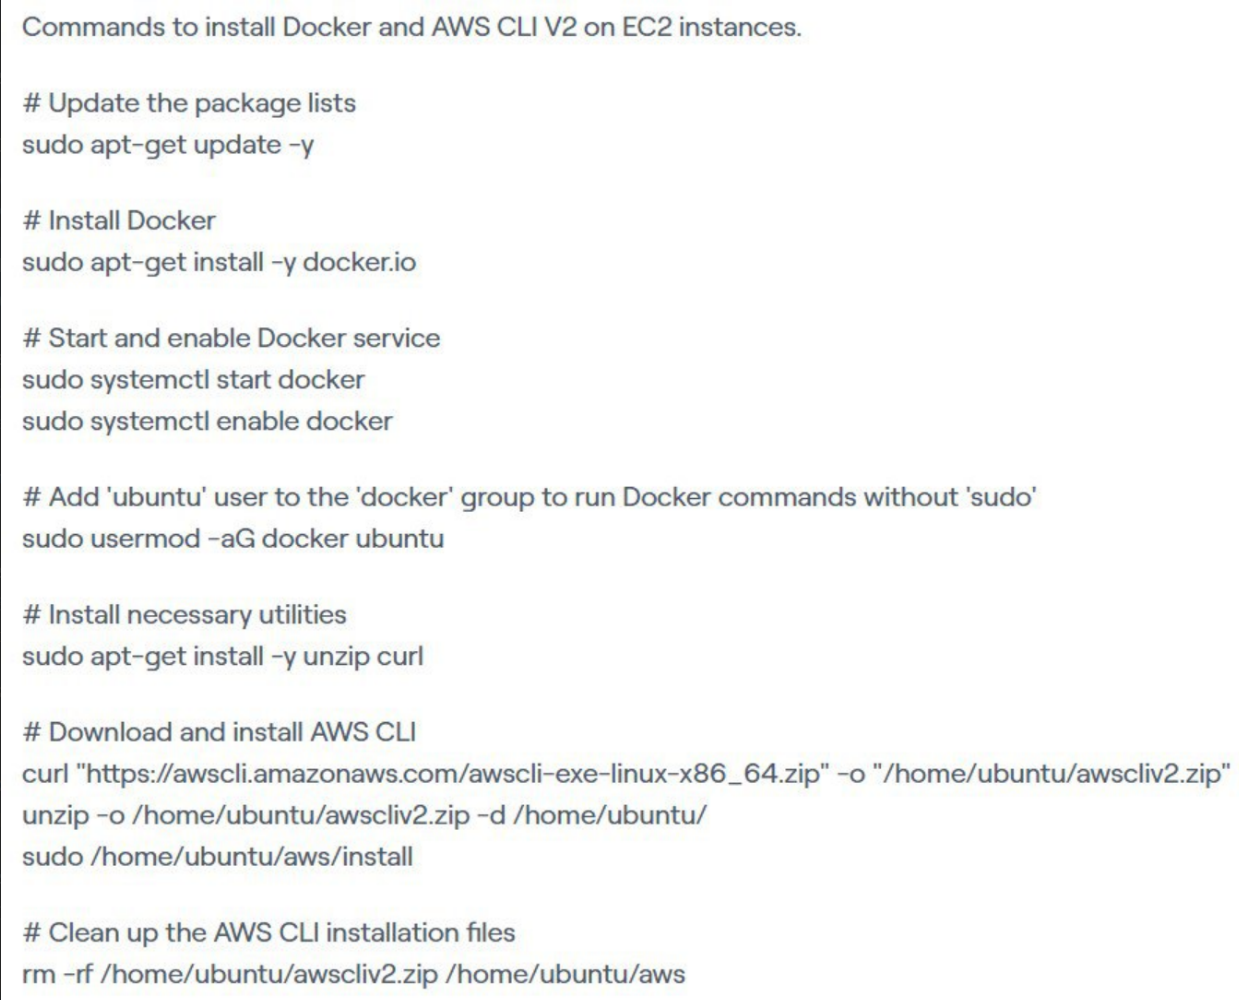 Commands to install Docker and AWS CLI V2 on EC2 instances.
# Update the package lists
sudo apt-get update -y
# Install Docker
sudo apt-get install -y docker.io
# Start and enable Docker service
sudo systemctl start docker
sudo systemctl enable docker
# Add 'ubuntu' user to the 'docker' group to run Docker commands without 'sudo'
sudo usermod -aG docker ubuntu
# Install necessary utilities
sudo apt-get install -y unzip curl
# Download and install AWS CLI
curl "https://awscli.amazonaws.com/awscli-exe-linux-x86_64.zip" -o "/home/ubuntu/awscliv2.zip"
unzip -o /home/ubuntu/awscliv2.zip -d /home/ubuntu/
sudo /home/ubuntu/aws/install
# Clean up the AWS CLI installation files
rm -rf /home/ubuntu/awscliv2.zip /home/ubuntu/aws